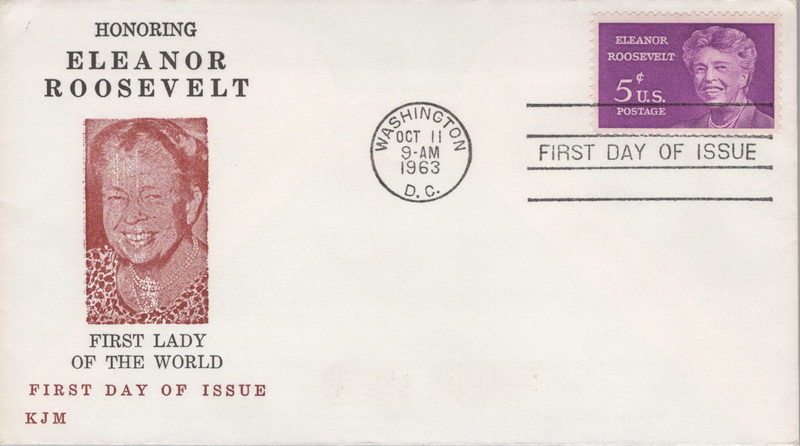 HONORING
ELEANOR
ROOSEVELT
FIRST LADY
OF THE WORLD
FIRST DAY OF ISSUE
KJM
WASHINGTON
OCT 11
9-AM
1963
D. C.
ELEANOR
ROOSEVELT
5¢
U.S.
POSTAGE
FIRST DAY OF ISSUE